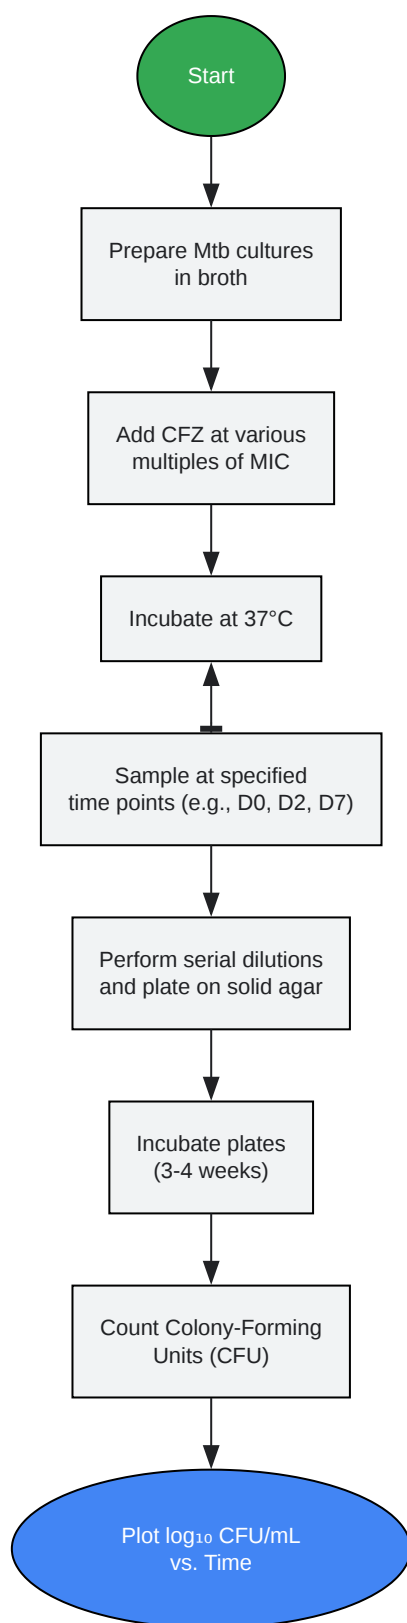 Start
Prepare Mtb cultures
in broth
Add CFZ at various
multiples of MIC
Incubate at 37°C
Sample at specified
time points (e.g., D0, D2, D7)
Perform serial dilutions
and plate on solid agar
Incubate plates
(3-4 weeks)
Count Colony-Forming
Units (CFU)
Plot log₁₀ CFU/mL
vs. Time